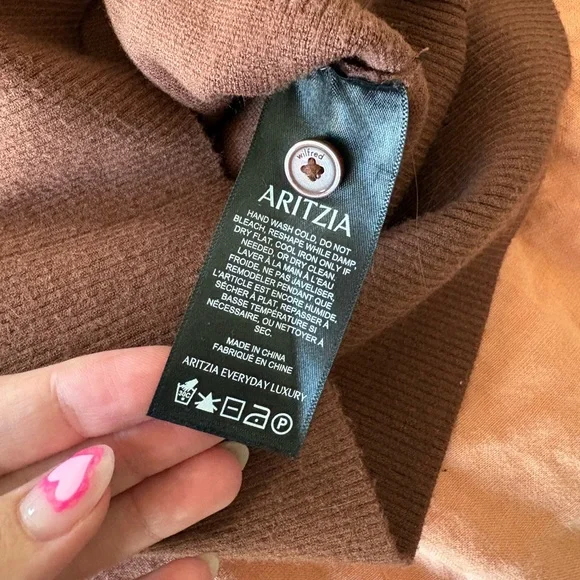 wilfred
ARITZIA
HAND WASH COLD, DO NOT
BLEACH, RESHAPE WHILE DAMP,
DRY FLAT, COOL IRON ONLY IF
NEEDED, OR DRY CLEAN.
LAVER À LA MAIN À L'EAU
FROIDE, NE PAS JAVELISER,
REMODELER PENDANT QUE
L'ARTICLE EST ENCORE HUMIDE,
SÉCHER À PLAT, REPASSER À
BASSE TEMPÉRATURE SI
NÉCESSAIRE, OU NETTOYER À
SEC.
MADE IN CHINA
FABRIQUÉ EN CHINE
ARITZIA EVERYDAY LUXURY
30C P